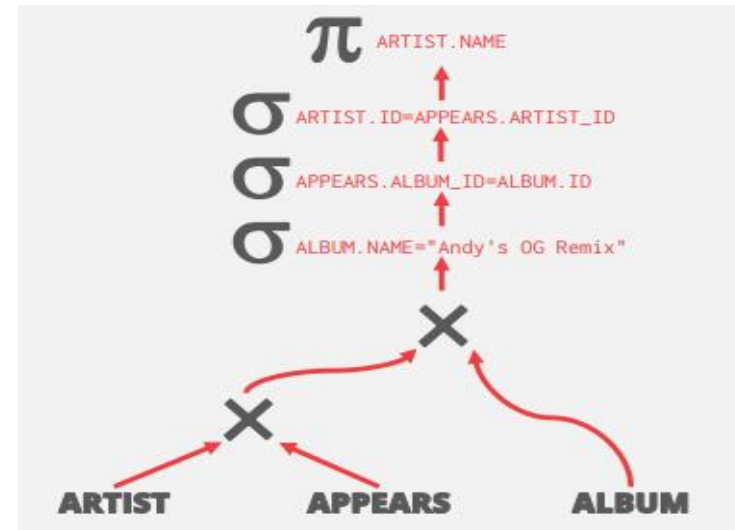 π ARTIST.NAME
σ ARTIST.ID=APPEARS.ARTIST_ID
σ APPEARS.ALBUM_ID=ALBUM.ID
σ ALBUM.NAME="Andy's OG Remix"
×
×
ARTIST APPEARS ALBUM